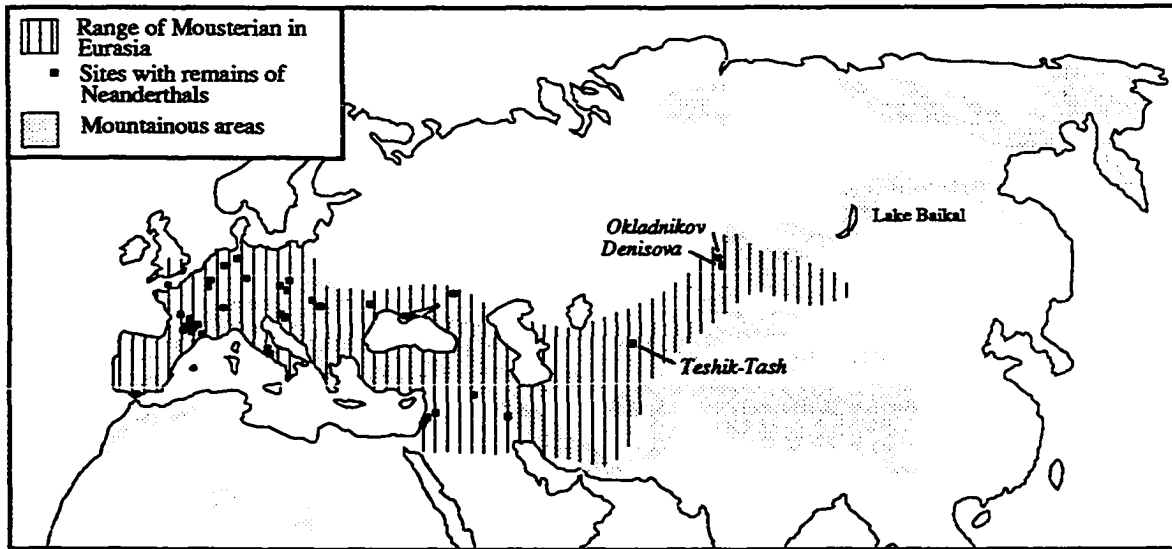 Range of Mousterian in
Eurasia
Sites with remains of
Neanderthals
Mountainous areas
Lake Baikal
Okladnikov
Denisova
Teshik-Tash